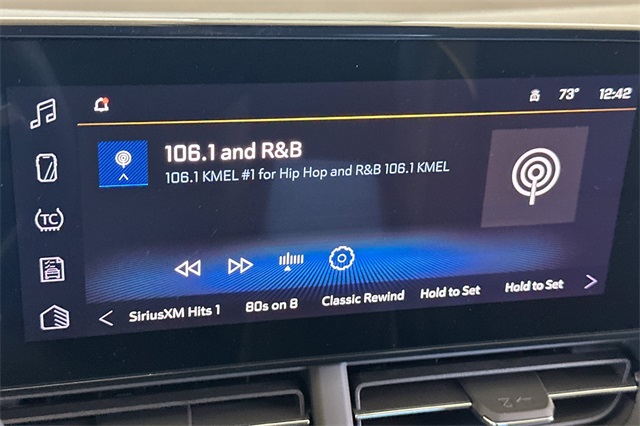 73° 12:42
106.1 and R&B
106.1 KMEL #1 for Hip Hop and R&B 106.1 KMEL
TC
SiriusXM Hits 1 80s on 8 Classic Rewind Hold to Set Hold to Set